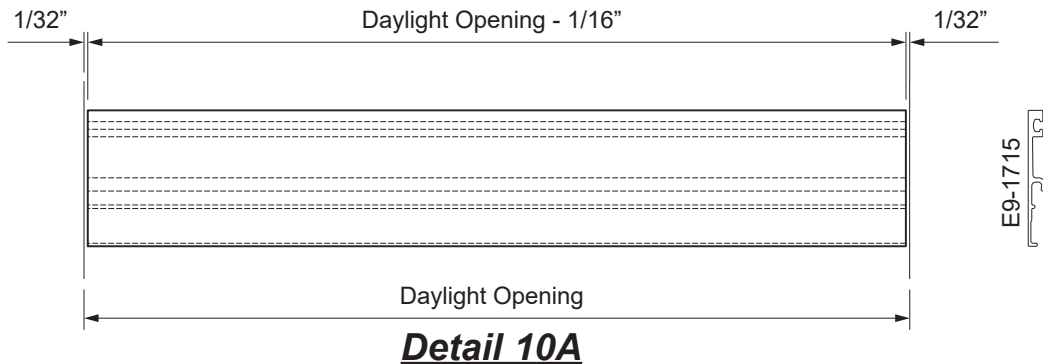 1/32”
Daylight Opening - 1/16”
1/32”
E9-1715
Daylight Opening
Detail 10A